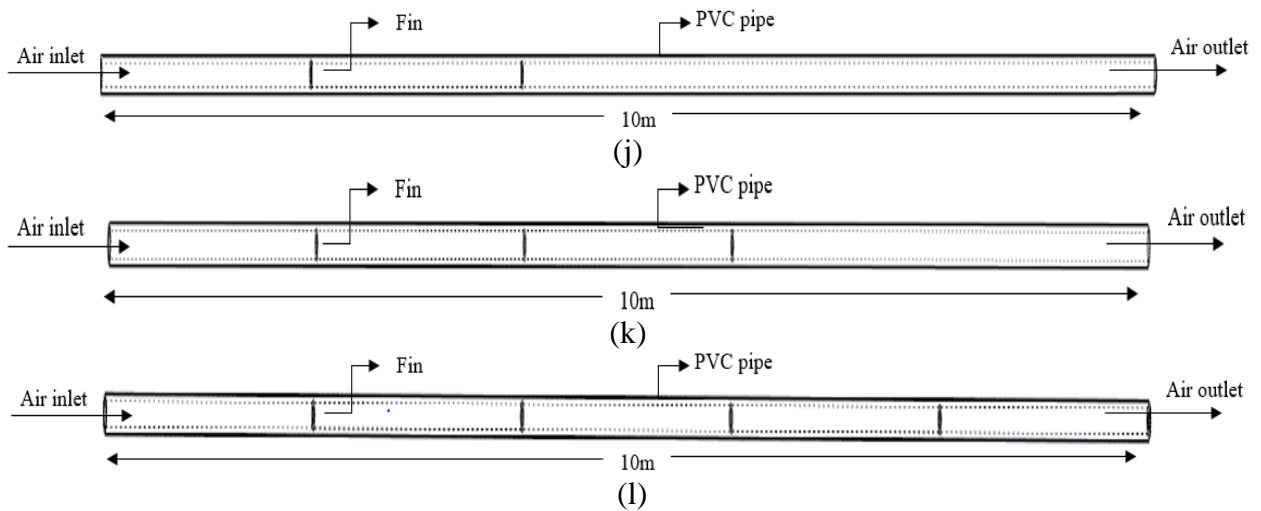 Fin
PVC pipe
Air inlet
Air outlet
10m
(j)
Fin
PVC pipe
Air inlet
Air outlet
10m
(k)
Fin
PVC pipe
Air inlet
Air outlet
10m
(l)